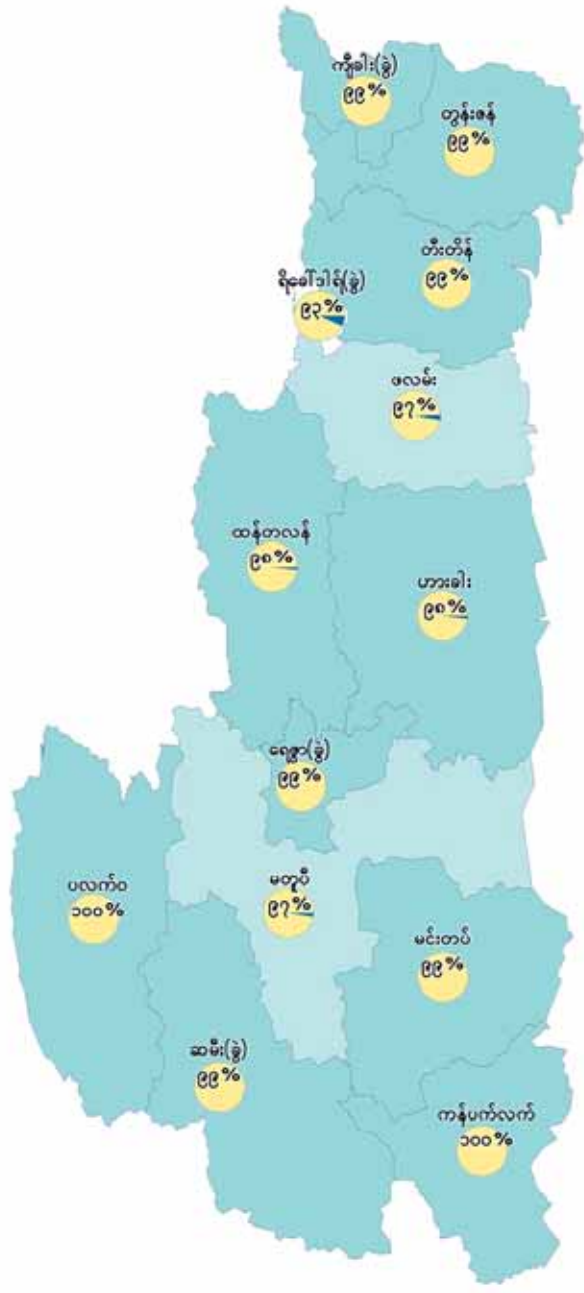 ကျီခါး(ခွဲ)
၉၉%
တွန်းဇန်
၉၉%
တီးတိန်
၉၉%
ရိခေါ်ဒါရ်(ခွဲ)
၉၃%
ဖလမ်း
၉၇%
ထန်တလန်
၉၈%
ဟားခါး
၉၈%
ရေဇွာ(ခွဲ)
၉၉%
ပလက်ဝ
၁၀၀%
မတူပီ
၉၇%
မင်းတပ်
၉၉%
ဆမီး(ခွဲ)
၉၉%
ကန်ပက်လက်
၁၀၀%